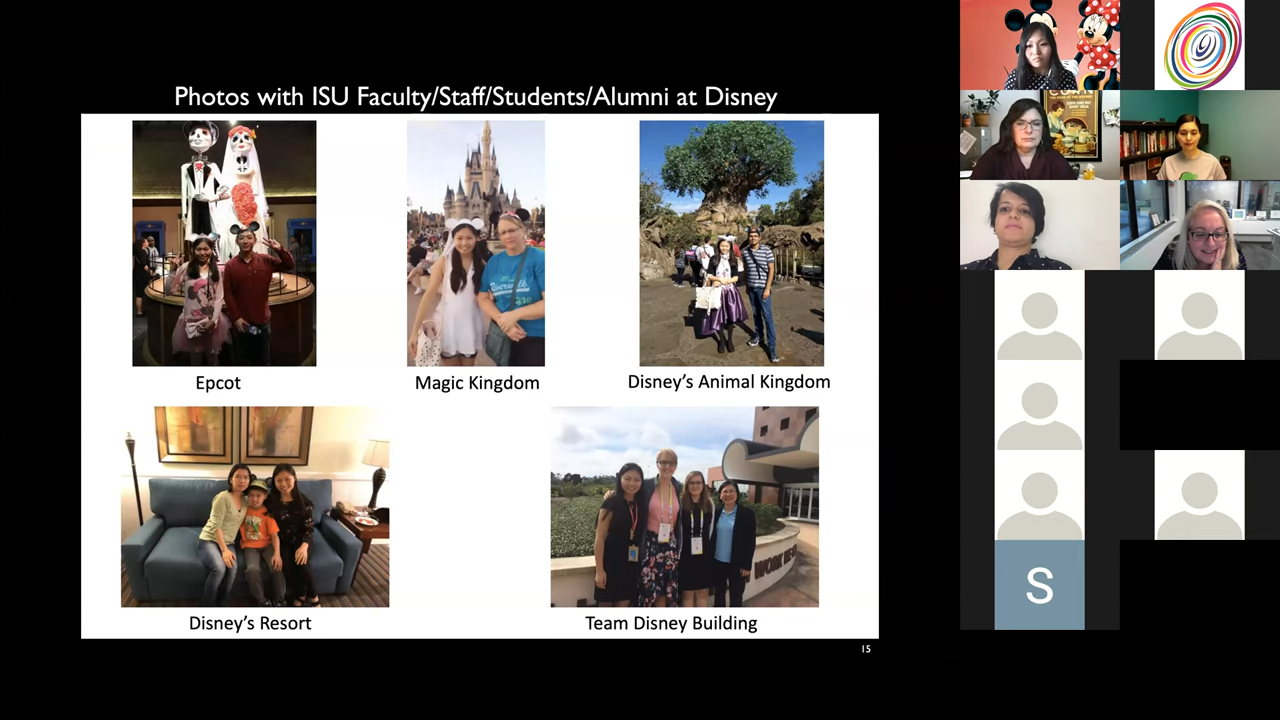 Photos with ISU Faculty/Staff/Students/Alumni at Disney
Epcot
Magic Kingdom
Disney's Animal Kingdom
Disney's Resort
Team Disney Building
15
S